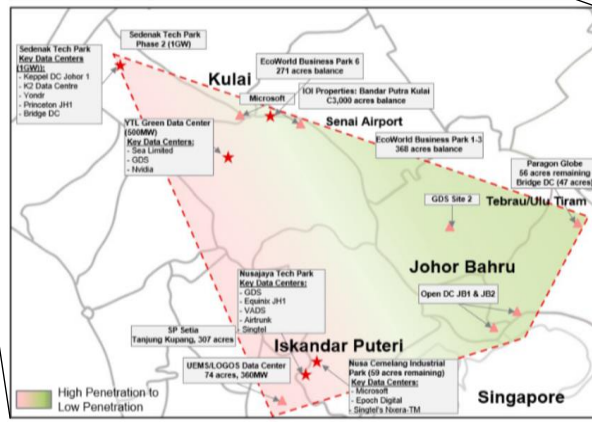 Sedenak Tech Park
Key Data Centers
(1GW)):
- Keppel DC Johor 1
- K2 Data Centre
- Yondr
- Princeton JH1
- Bridge DC
Sedenak Tech Park
Phase 2 (1GW)
Kulai
EcoWorld Business Park 6
271 acres balance
Microsoft
IOI Properties: Bandar Putra Kulai
C3,000 acres balance
Senai Airport
YTL Green Data Center
(500MW)
Key Data Centers:
- Sea Limited
- GDS
- Nvidia
EcoWorld Business Park 1-3
368 acres balance
Paragon Globe
56 acres remaining
Bridge DC (47 acres)
Tebrau/Ulu Tiram
GDS Site 2
Johor Bahru
Open DC JB1 & JB2
Nusajaya Tech Park
Key Data Centers:
- GDS
- Equinix JH1
- VADS
- Airtrunk
- Singtel
SP Setia
Tanjung Kupang, 307 acres
Iskandar Puteri
UEMS/LOGOS Data Center
74 acres, 360MW
Nusa Cemelang Industrial
Park (59 acres remaining)
Key Data Centers:
- Microsoft
- Epoch Digital
- Singtel's Nxera-TM
Singapore
High Penetration to
Low Penetration